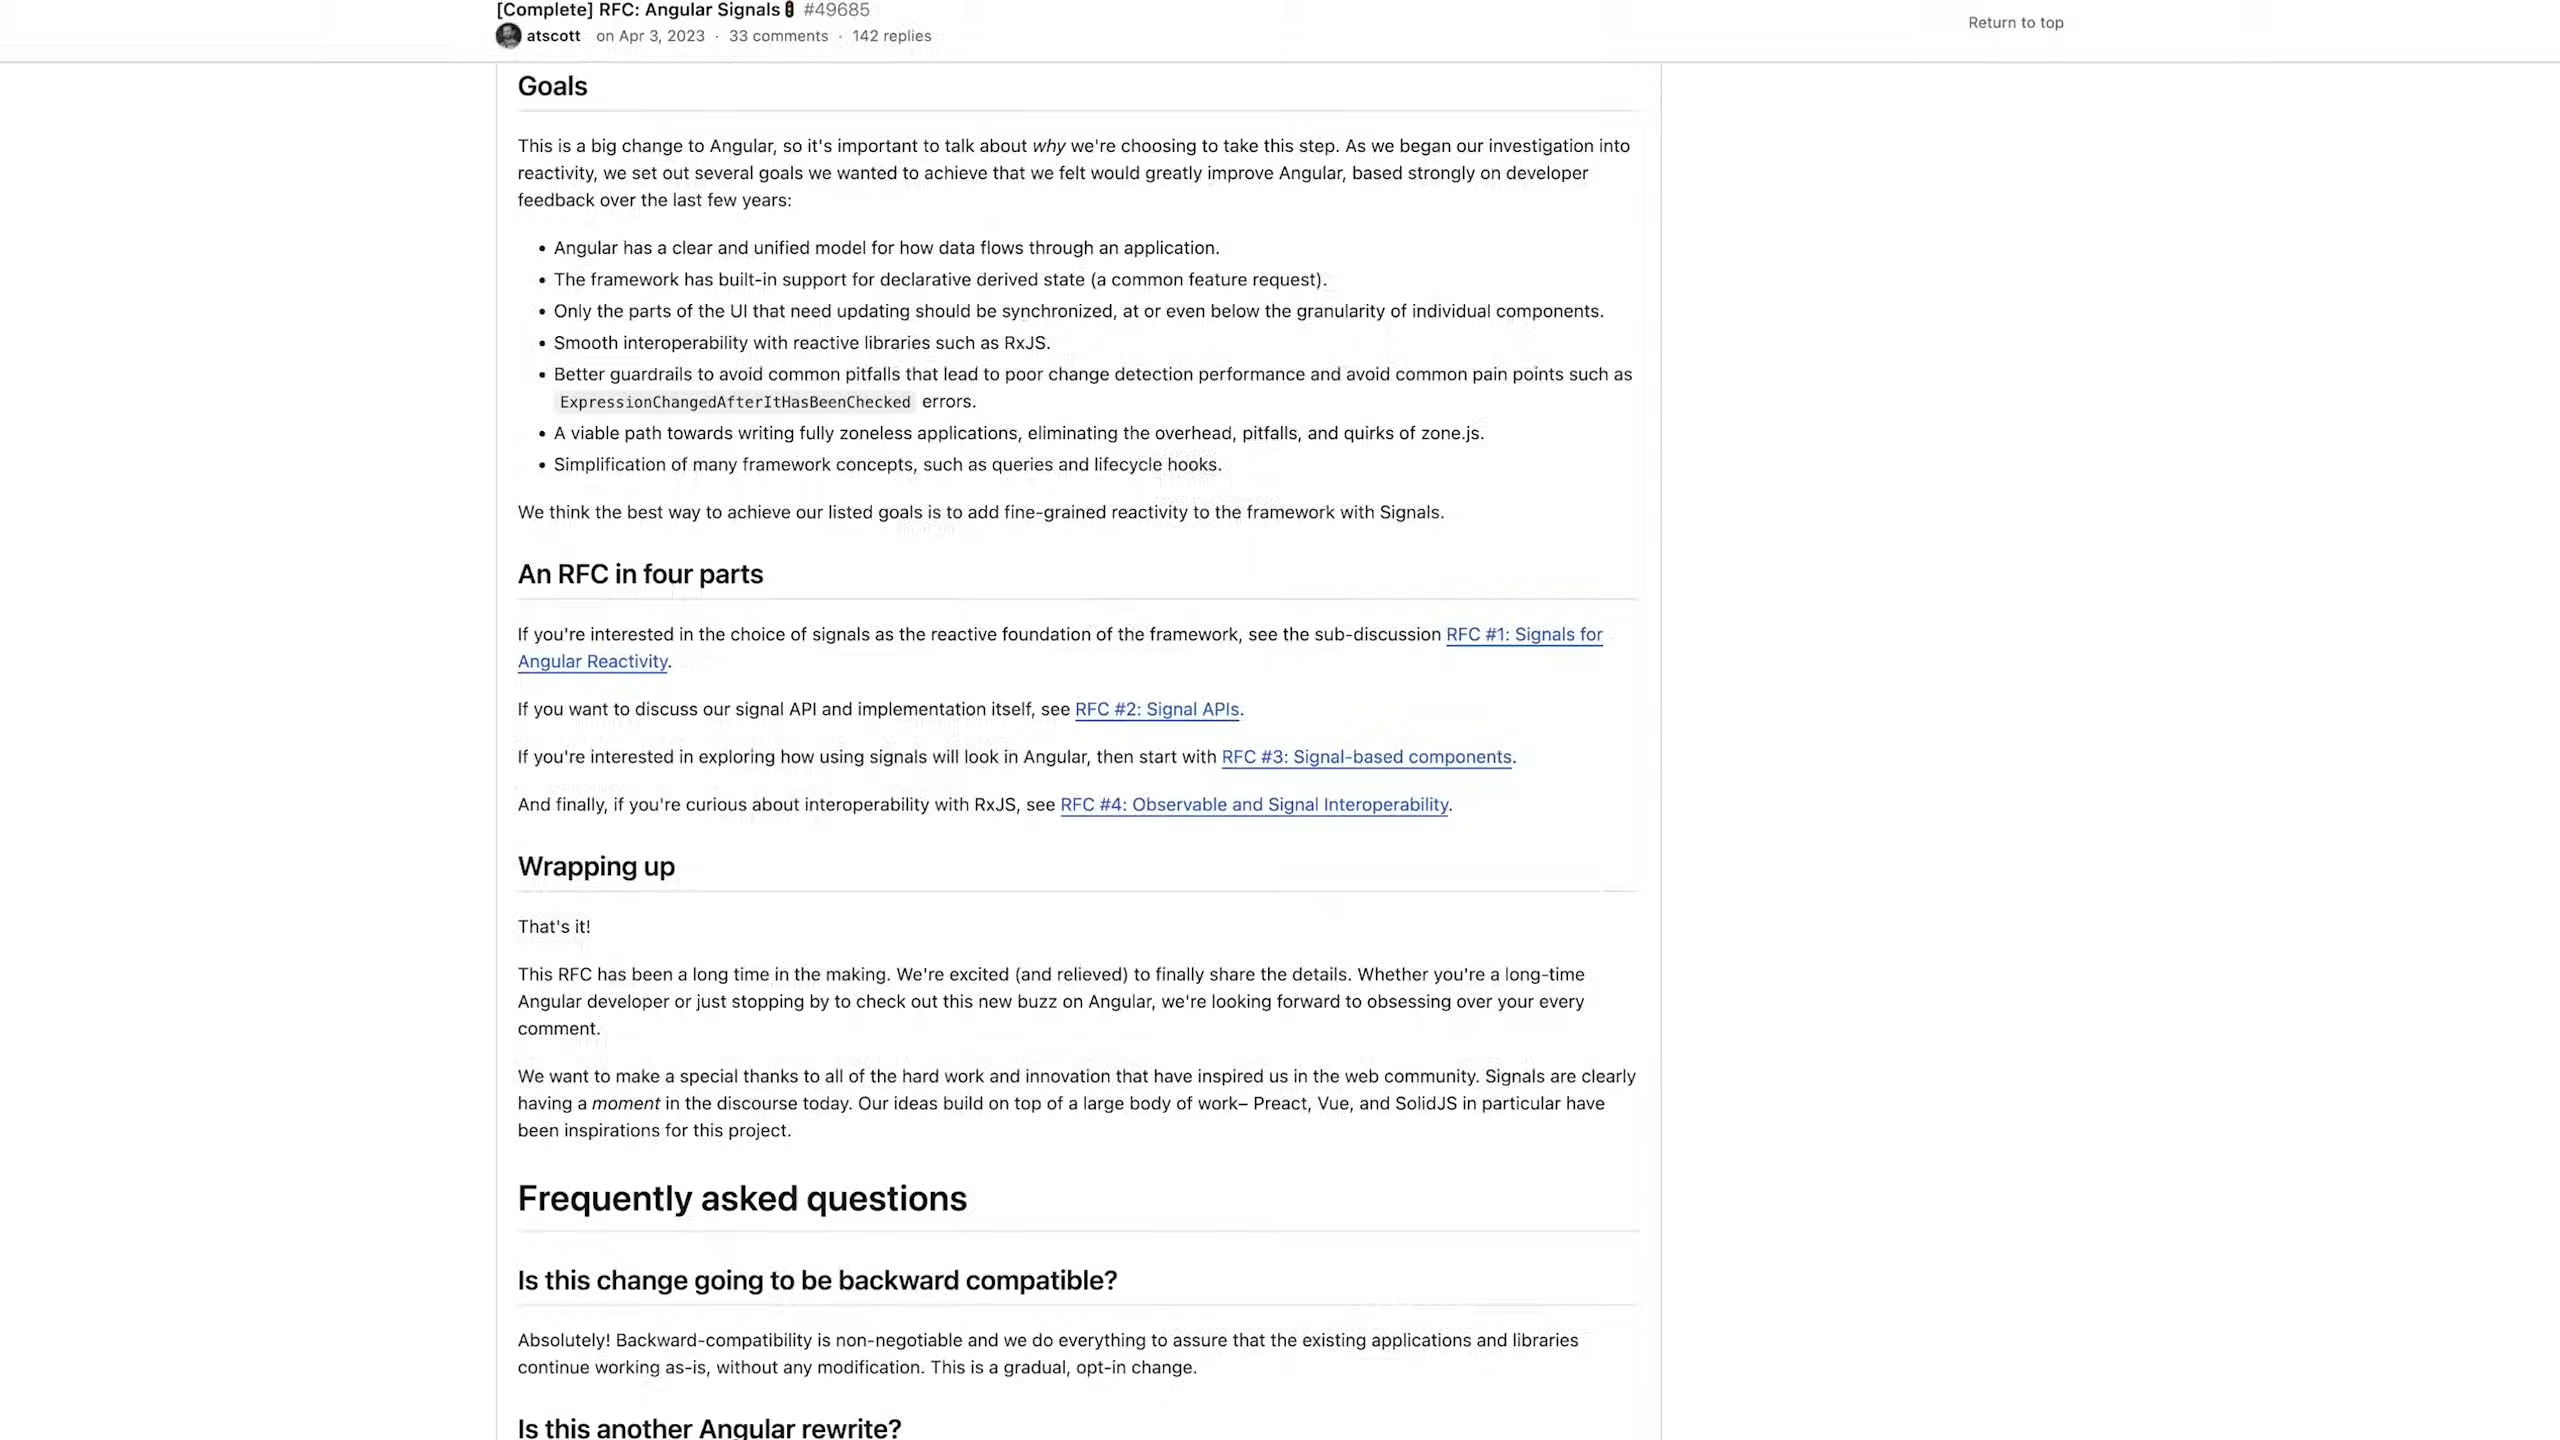 [Complete] RFC: Angular Signals🚦 #49685
Return to top
atscott on Apr 3, 2023 · 33 comments · 142 replies
Goals
This is a big change to Angular, so it's important to talk about why we're choosing to take this step. As we began our investigation into
reactivity, we set out several goals we wanted to achieve that we felt would greatly improve Angular, based strongly on developer
feedback over the last few years:
• Angular has a clear and unified model for how data flows through an application.
• The framework has built-in support for declarative derived state (a common feature request).
• Only the parts of the UI that need updating should be synchronized, at or even below the granularity of individual components.
• Smooth interoperability with reactive libraries such as RxJS.
• Better guardrails to avoid common pitfalls that lead to poor change detection performance and avoid common pain points such as
ExpressionChangedAfterItHasBeenChecked errors.
• A viable path towards writing fully zoneless applications, eliminating the overhead, pitfalls, and quirks of zone.js.
• Simplification of many framework concepts, such as queries and lifecycle hooks.
We think the best way to achieve our listed goals is to add fine-grained reactivity to the framework with Signals.
An RFC in four parts
If you're interested in the choice of signals as the reactive foundation of the framework, see the sub-discussion RFC #1: Signals for
Angular Reactivity.
If you want to discuss our signal API and implementation itself, see RFC #2: Signal APIs.
If you're interested in exploring how using signals will look in Angular, then start with RFC #3: Signal-based components.
And finally, if you're curious about interoperability with RxJS, see RFC #4: Observable and Signal Interoperability.
Wrapping up
That's it!
This RFC has been a long time in the making. We're excited (and relieved) to finally share the details. Whether you're a long-time
Angular developer or just stopping by to check out this new buzz on Angular, we're looking forward to obsessing over your every
comment.
We want to make a special thanks to all of the hard work and innovation that have inspired us in the web community. Signals are clearly
having a moment in the discourse today. Our ideas build on top of a large body of work– Preact, Vue, and SolidJS in particular have
been inspirations for this project.
Frequently asked questions
Is this change going to be backward compatible?
Absolutely! Backward-compatibility is non-negotiable and we do everything to assure that the existing applications and libraries
continue working as-is, without any modification. This is a gradual, opt-in change.
Is this another Angular rewrite?